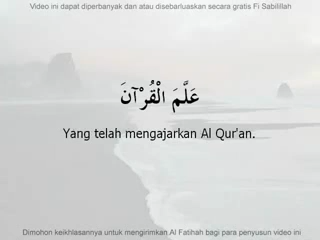 Video ini dapat diperbanyak dan atau disebarluaskan secara gratis Fi Sabilillah
عَلَّمَ الْقُرْآنَ
Yang telah mengajarkan Al Qur'an.
Dimohon keikhlasannya untuk mengirimkan Al Fatihah bagi para penyusun video ini